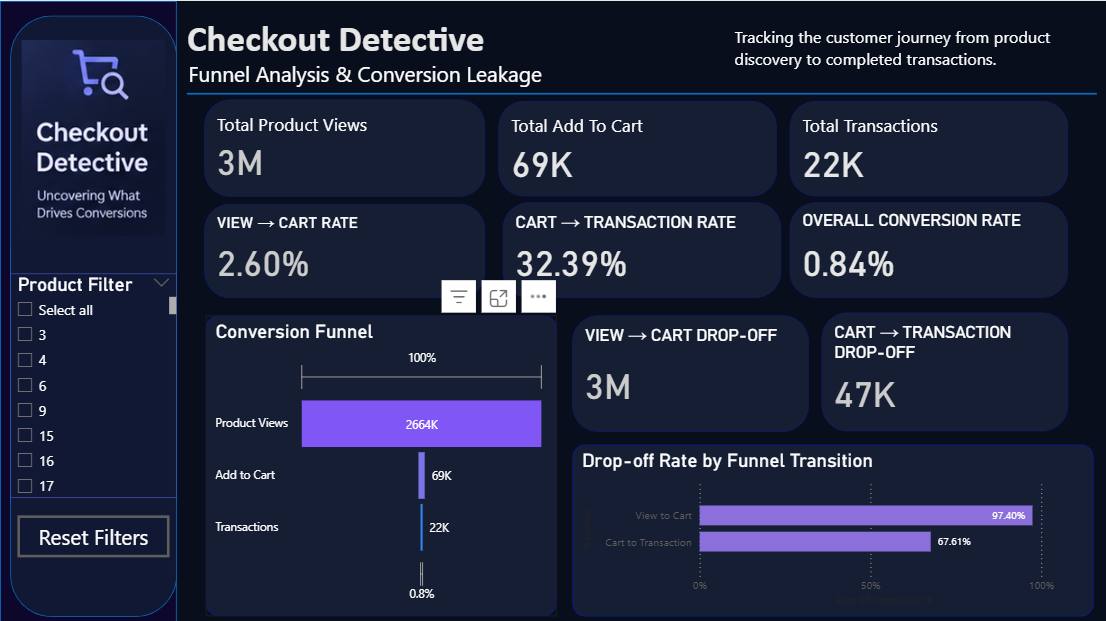 Checkout Detective
Funnel Analysis & Conversion Leakage
Tracking the customer journey from product
discovery to completed transactions.
Checkout
Detective
Uncovering What
Drives Conversions
Product Filter
Select all
3
4
6
9
15
16
17
Reset Filters
Total Product Views
3M
Total Add To Cart
69K
Total Transactions
22K
VIEW → CART RATE
2.60%
CART → TRANSACTION RATE
32.39%
OVERALL CONVERSION RATE
0.84%
Conversion Funnel
100%
Product Views
2664K
Add to Cart
69K
Transactions
22K
0.8%
VIEW → CART DROP-OFF
3M
CART → TRANSACTION
DROP-OFF
47K
Drop-off Rate by Funnel Transition
View to Cart
97.40%
Cart to Transaction
67.61%
0%
50%
100%